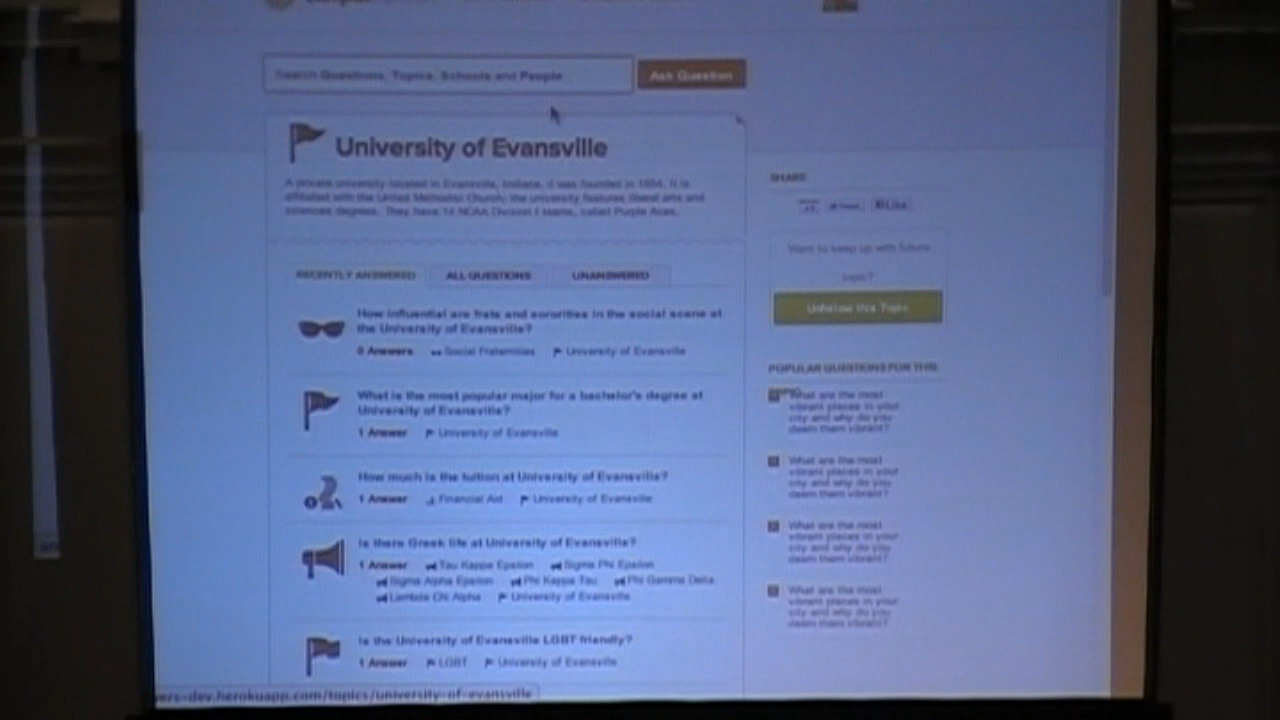 Search Questions, Topics, Schools and People
Ask Question
University of Evansville
A private university located in Evansville, Indiana, it was founded in 1854. It is
affiliated with the United Methodist Church, the university features liberal arts and
sciences degrees. They have 14 NCAA Division I teams, called Purple Aces.
RECENTLY ANSWERED
ALL QUESTIONS
UNANSWERED
How influential are frats and sororities in the social scene at
the University of Evansville?
0 Answers Social Fraternities University of Evansville
What is the most popular major for a bachelor's degree at
University of Evansville?
1 Answer University of Evansville
How much is the tuition at University of Evansville?
1 Answer Financial Aid University of Evansville
Is there Greek life at University of Evansville?
1 Answer Tau Kappa Epsilon Sigma Phi Epsilon
Sigma Alpha Epsilon Phi Kappa Tau Phi Gamma Delta
Lambda Chi Alpha University of Evansville
Is the University of Evansville LGBT friendly?
1 Answer LGBT University of Evansville
SHARE
Tweet Like
Want to keep up with future
topic?
Unfollow this Topic
POPULAR QUESTIONS FOR THIS
What are the most
vibrant places in your
city and why do you
deem them vibrant?
What are the most
vibrant places in your
city and why do you
deem them vibrant?
What are the most
vibrant places in your
city and why do you
deem them vibrant?
What are the most
vibrant places in your
city and why do you
deem them vibrant?
wers-dev.herokuapp.com/topics/university-of-evansville